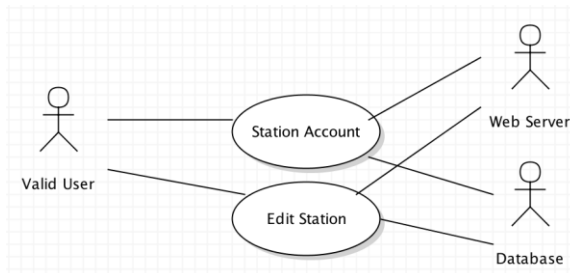 Web Server
Station Account
Valid User
Edit Station
Database